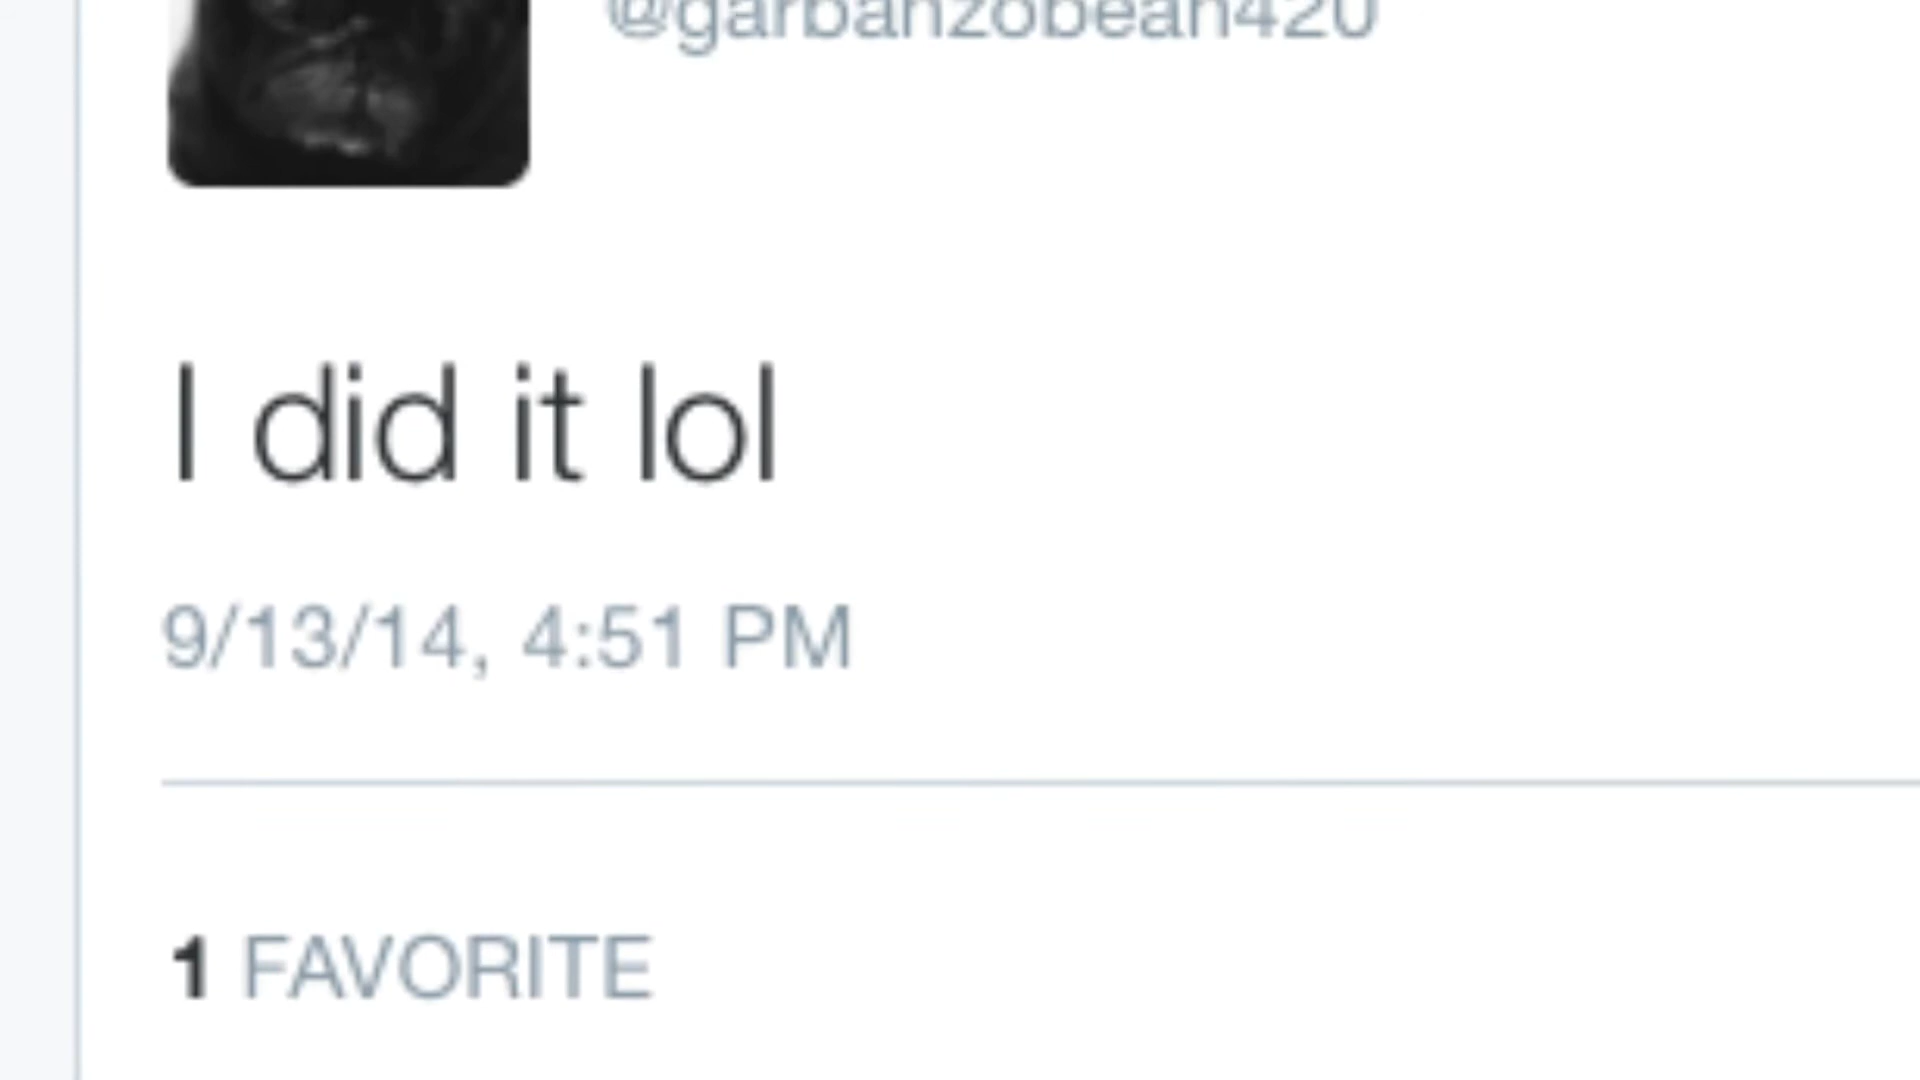 @garbanzobean420
I did it lol
9/13/14, 4:51 PM
1 FAVORITE